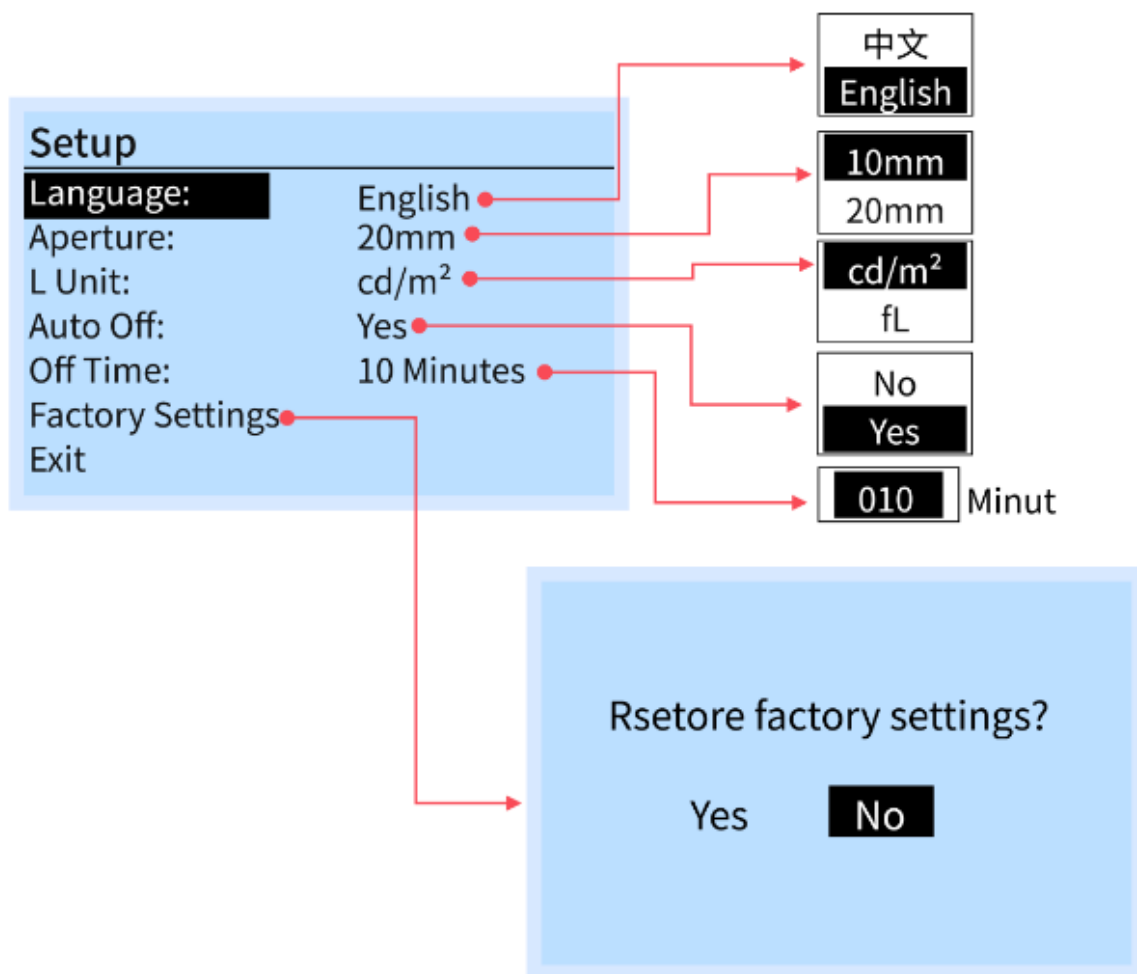 中文
English
Setup
Language: English
10mm
20mm
Aperture: 20mm
L Unit: cd/m²
cd/m²
fL
Auto Off: Yes
Off Time: 10 Minutes
No
Yes
Factory Settings
Exit
010 Minut
Rsetore factory settings?
Yes No